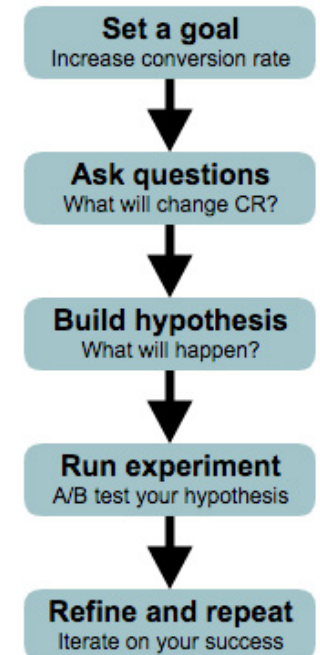 Set a goal
Increase conversion rate
Ask questions
What will change CR?
Build hypothesis
What will happen?
Run experiment
A/B test your hypothesis
Refine and repeat
Iterate on your success